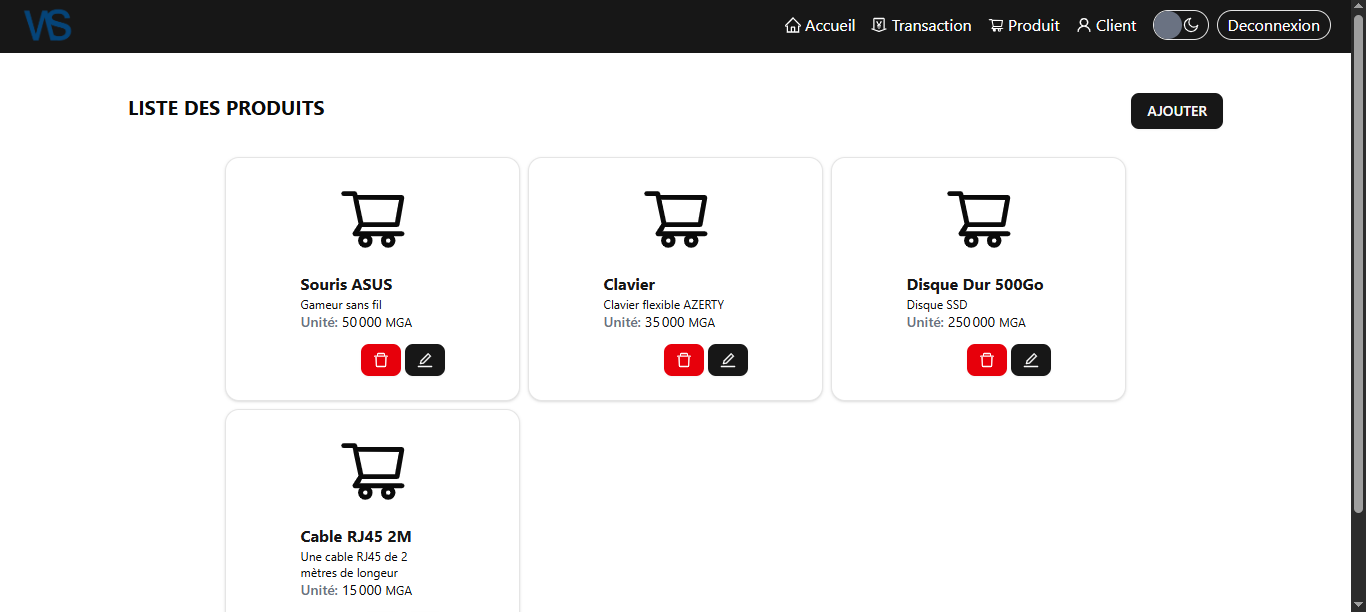 VS
Accueil Transaction Produit Client Deconnexion
LISTE DES PRODUITS
AJOUTER
Souris ASUS
Gameur sans fil
Unité: 50 000 MGA
Clavier
Clavier flexible AZERTY
Unité: 35 000 MGA
Disque Dur 500Go
Disque SSD
Unité: 250 000 MGA
Cable RJ45 2M
Une cable RJ45 de 2
mètres de longeur
Unité: 15 000 MGA